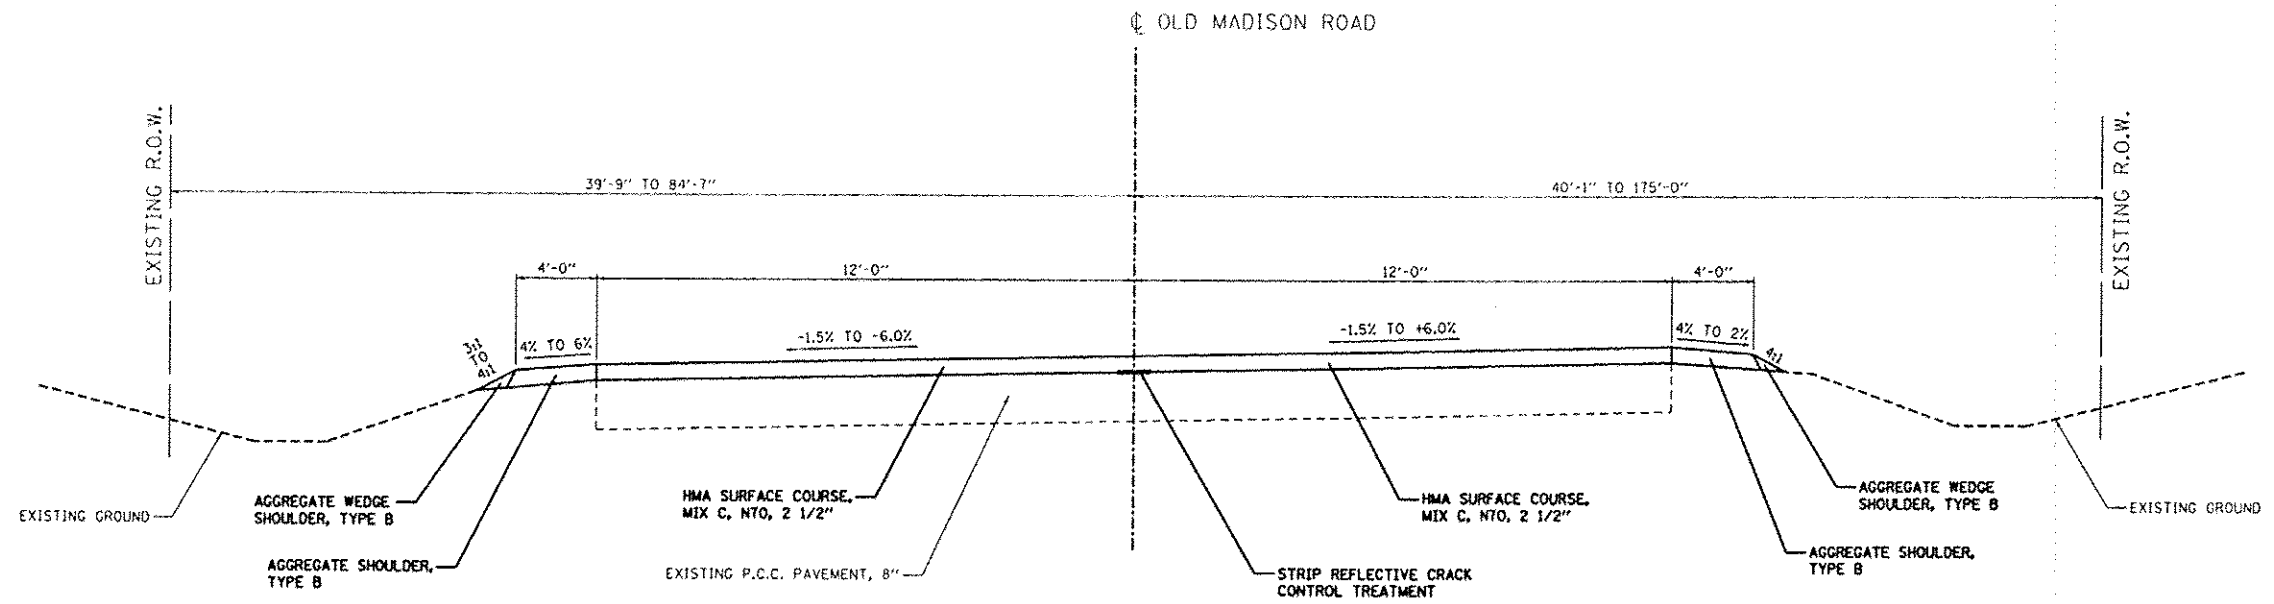 ℄ OLD MADISON ROAD
EXISTING R.O.W.
EXISTING R.O.W.
39'-9" TO 84'-7"
40'-1" TO 175'-0"
4'-0"
12'-0"
12'-0"
4'-0"
3:1
TO
4:1
4% TO 6%
-1.5% TO -6.0%
-1.5% TO +6.0%
4% TO 2%
4:1
EXISTING GROUND
AGGREGATE WEDGE
SHOULDER, TYPE B
AGGREGATE SHOULDER,
TYPE B
HMA SURFACE COURSE,
MIX C, N70, 2 1/2"
EXISTING P.C.C. PAVEMENT, 8"
HMA SURFACE COURSE,
MIX C, N70, 2 1/2"
STRIP REFLECTIVE CRACK
CONTROL TREATMENT
AGGREGATE WEDGE
SHOULDER, TYPE B
AGGREGATE SHOULDER,
TYPE B
EXISTING GROUND